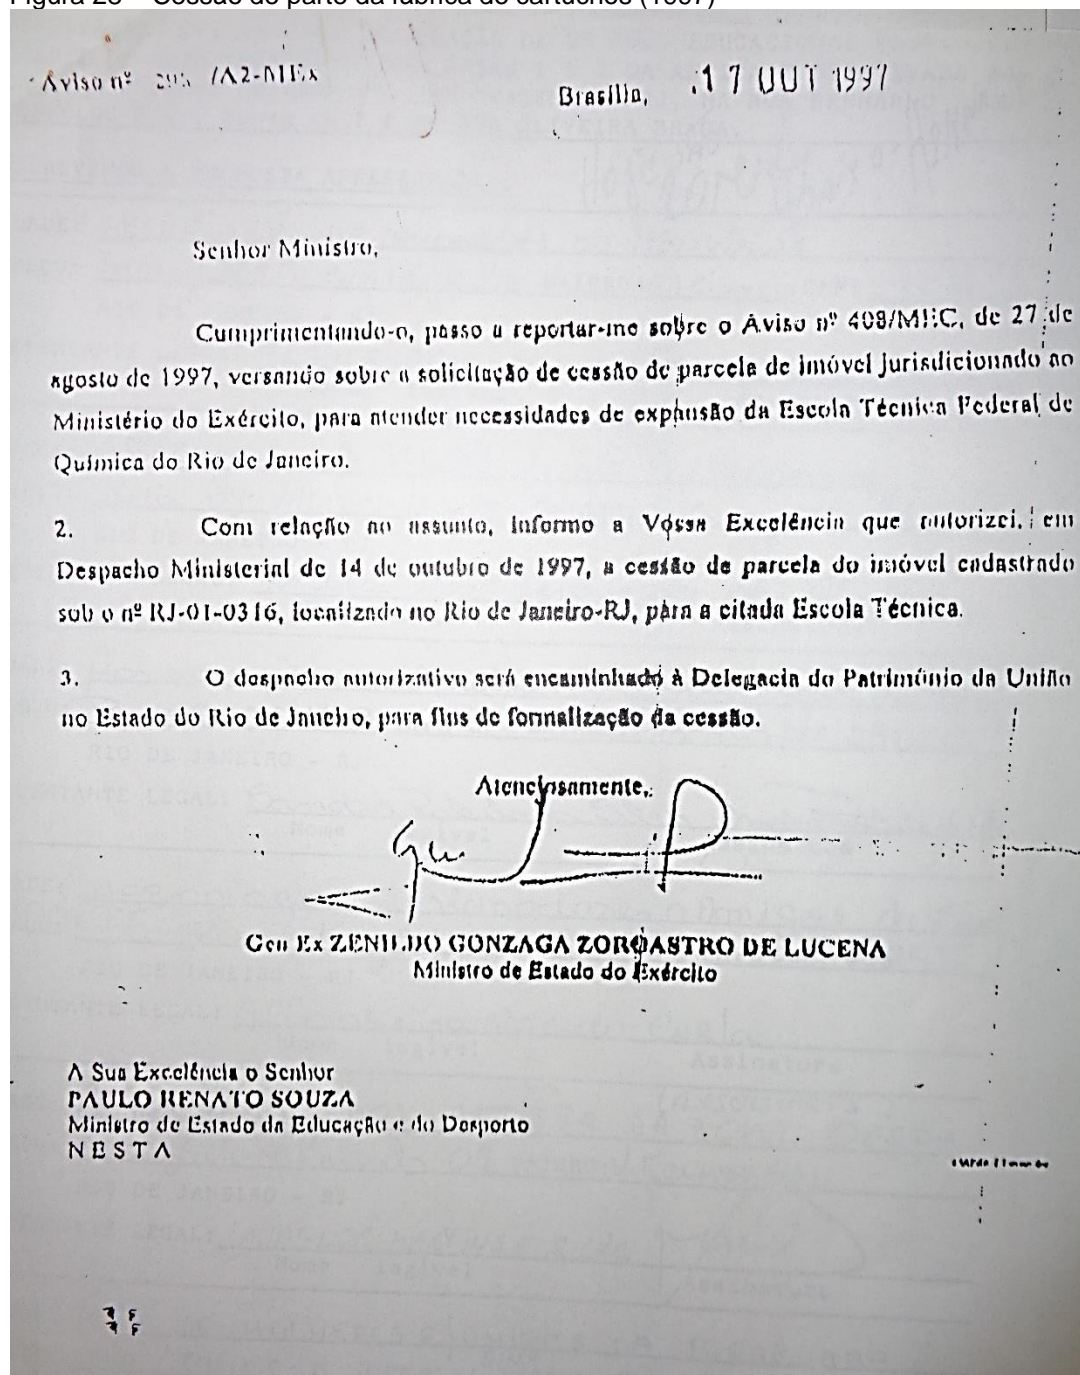 Figura 28 – Cessão de parte da fábrica de cartuchos (1997)
Aviso nº /A2-MEx
Brasília, 17 OUT 1997
Senhor Ministro,
Cumprimentando-o, passo a reportar-me sobre o Aviso nº 408/MEC, de 27 de
agosto de 1997, versando sobre a solicitação de cessão de parcela de imóvel jurisdicionado ao
Ministério do Exército, para atender necessidades de expansão da Escola Técnica Federal de
Química do Rio de Janeiro.
2. Com relação ao assunto, informo a Vossa Excelência que autorizei, em
Despacho Ministerial de 14 de outubro de 1997, a cessão de parcela do imóvel cadastrado
sob o nº RJ-01-0316, localizado no Rio de Janeiro-RJ, para a citada Escola Técnica.
3. O despacho autorizativo será encaminhado à Delegacia do Patrimônio da União
no Estado do Rio de Janeiro, para fins de formalização da cessão.
Atenciosamente,
Gen Ex ZENILDO GONZAGA ZOROASTRO DE LUCENA
Ministro de Estado do Exército
A Sua Excelência o Senhor
PAULO RENATO SOUZA
Ministro de Estado da Educação e do Desporto
N E S T A